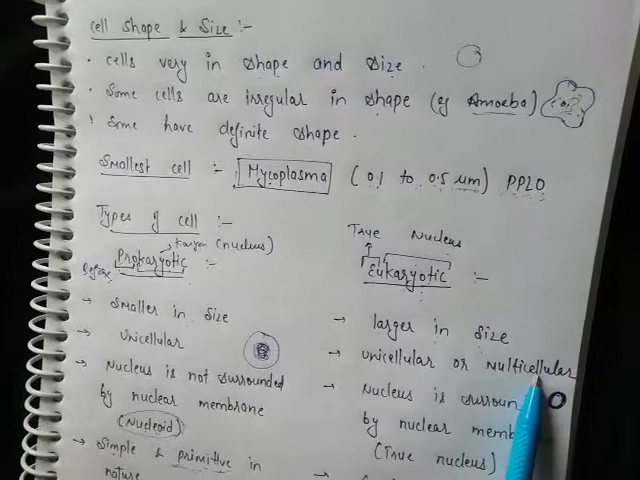 Cell Shape & Size :-
• Cells very in shape and size.
• Some cells are irregular in shape (eg Amoeba)
• Some have definite shape.
Smallest cell :- Mycoplasma (0.1 to 0.5 μm) PPLO
Types of cell :-
karyon (nucleus)
Before
Prokaryotic :-
→ Smaller in size
→ Unicellular
→ Nucleus is not surrounded
by nuclear membrane
(Nucleoid)
→ Simple & primitive in
nature
True Nucleus
Eukaryotic :-
→ larger in size
→ Unicellular or Multicellular
→ Nucleus is surroun
by nuclear memb
(True nucleus)